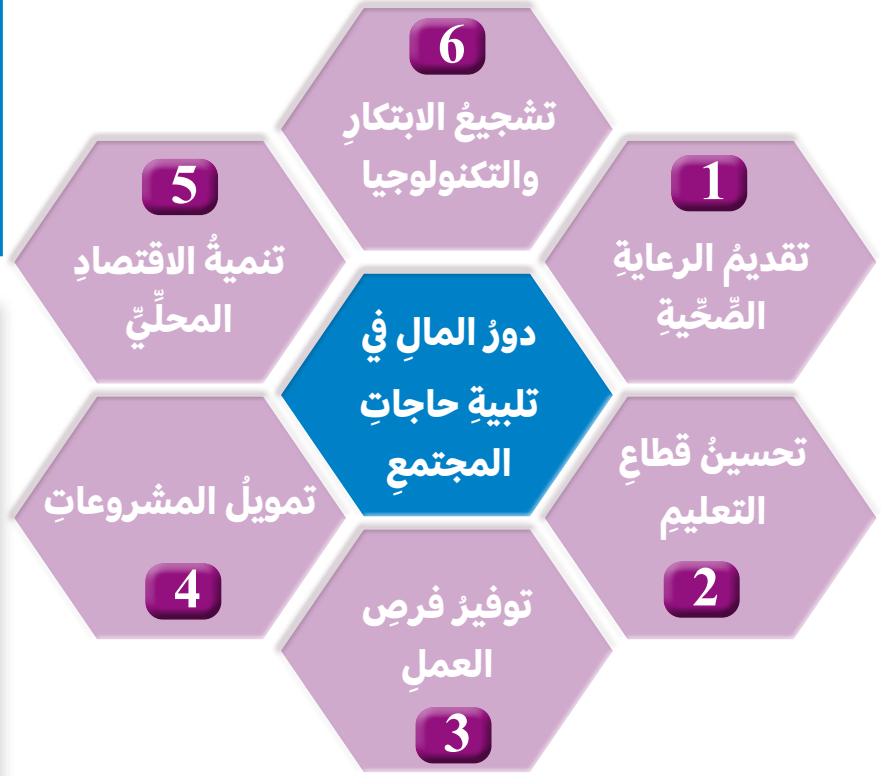 دورُ المالِ في
تلبيةِ حاجاتِ
المجتمعِ
1
تقديمُ الرعايةِ
الصِّحّيةِ
تحسينُ قطاعِ
التعليمِ
2
توفيرُ فرصِ
العملِ
3
تمويلُ المشروعاتِ
4
5
تنميةُ الاقتصادِ
المحلِّيِّ
6
تشجيعُ الابتكارِ
والتكنولوجيا